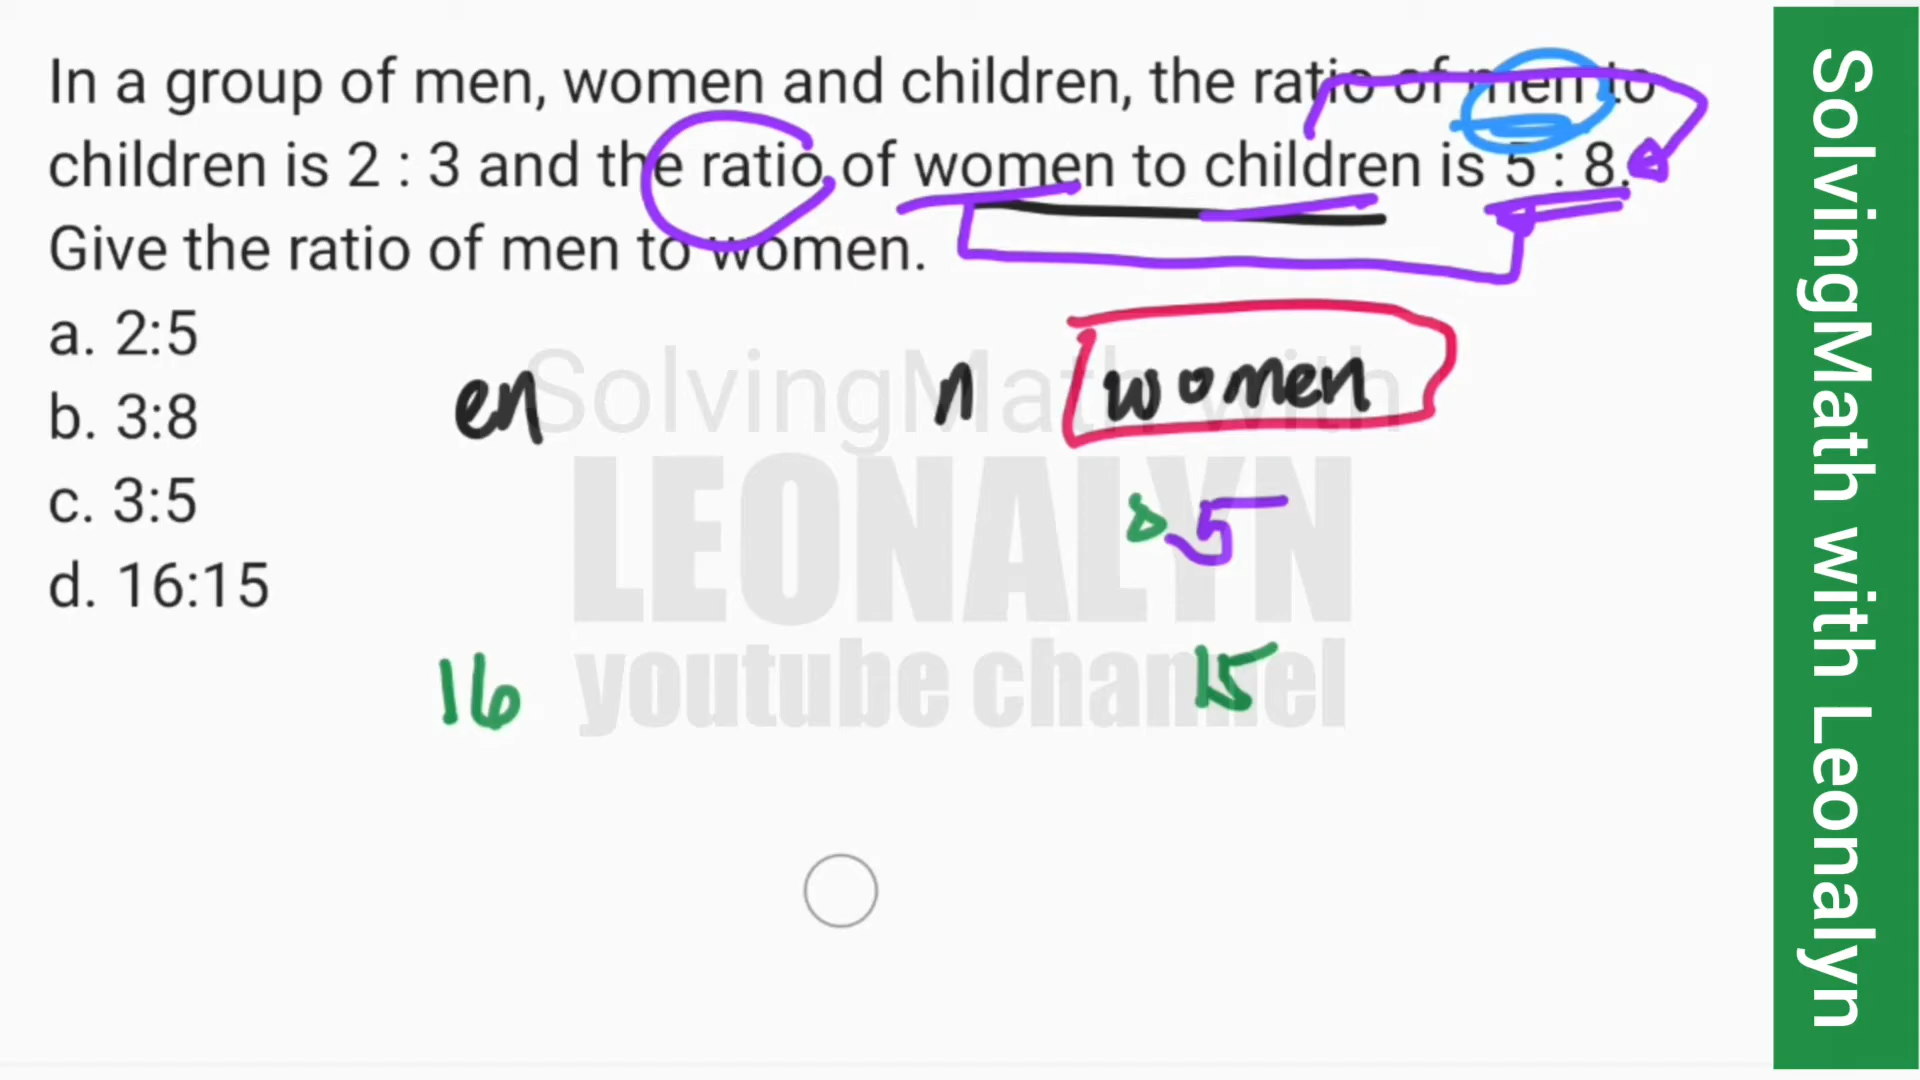 In a group of men, women and children, the ratio of men to
children is 2 : 3 and the ratio of women to children is 5 : 8.
Give the ratio of men to women.
a. 2:5
b. 3:8
c. 3:5
d. 16:15
en n women
5
16 15
SolvingMath with
LEONALYN
youtube channel
SolvingMath with Leonalyn